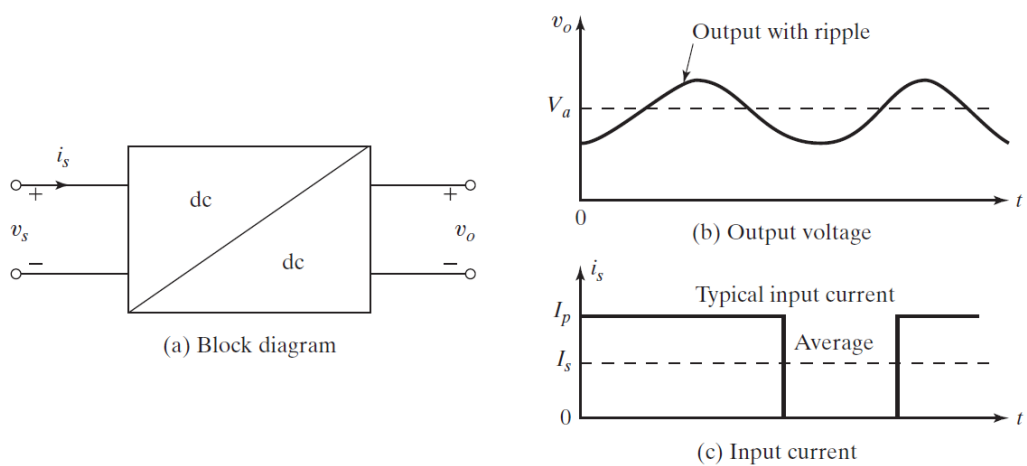 i_s
+
v_s
−
dc
dc
+
v_o
−
(a) Block diagram
v_o
Output with ripple
V_a
0
t
(b) Output voltage
i_s
Typical input current
I_p
Average
I_s
0
t
(c) Input current